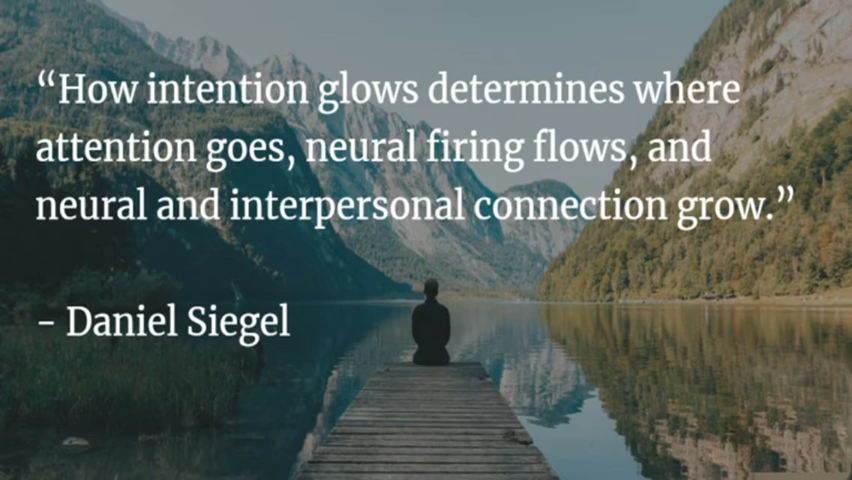 “How intention glows determines where
attention goes, neural firing flows, and
neural and interpersonal connection grow.”
- Daniel Siegel